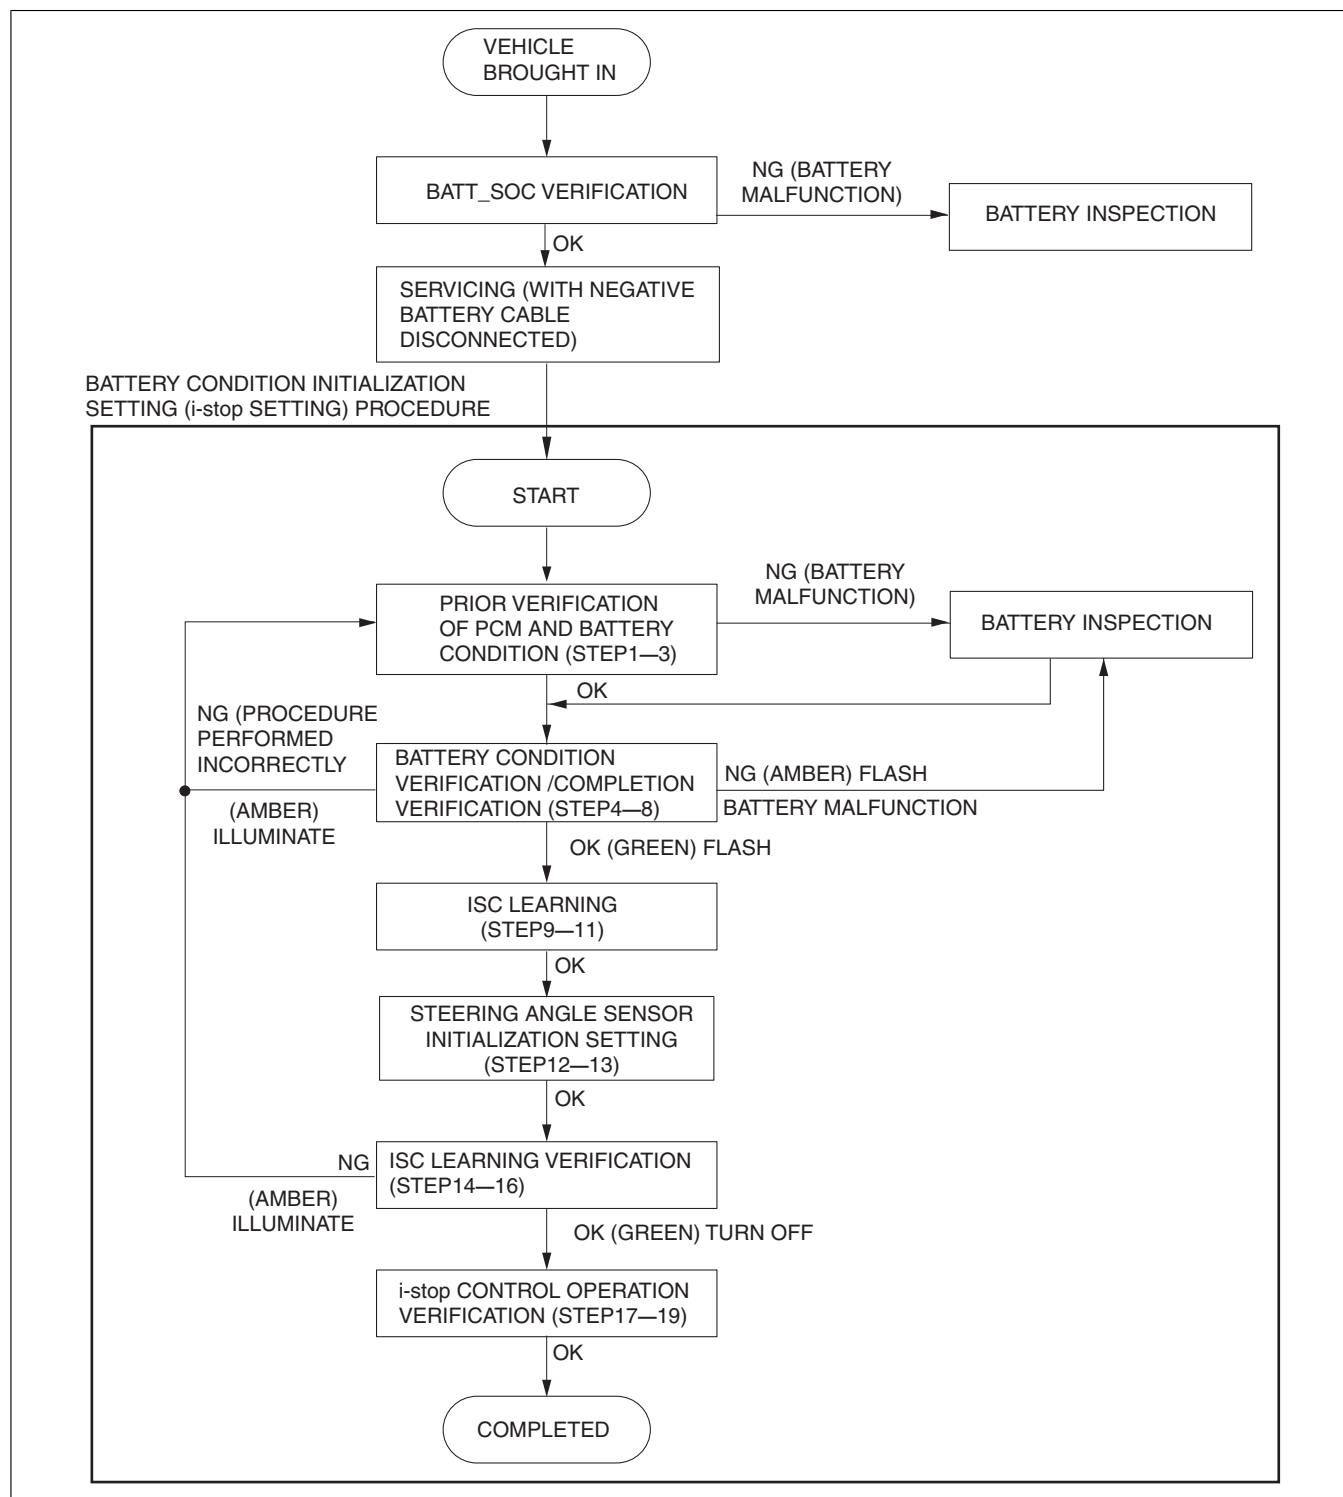 VEHICLE
BROUGHT IN
BATT_SOC VERIFICATION
NG (BATTERY
MALFUNCTION)
BATTERY INSPECTION
OK
SERVICING (WITH NEGATIVE
BATTERY CABLE
DISCONNECTED)
BATTERY CONDITION INITIALIZATION
SETTING (i-stop SETTING) PROCEDURE
START
PRIOR VERIFICATION
OF PCM AND BATTERY
CONDITION (STEP1—3)
NG (BATTERY
MALFUNCTION)
BATTERY INSPECTION
OK
NG (PROCEDURE
PERFORMED
INCORRECTLY
(AMBER)
ILLUMINATE
BATTERY CONDITION
VERIFICATION /COMPLETION
VERIFICATION (STEP4—8)
NG (AMBER) FLASH
BATTERY MALFUNCTION
OK (GREEN) FLASH
ISC LEARNING
(STEP9—11)
OK
STEERING ANGLE SENSOR
INITIALIZATION SETTING
(STEP12—13)
OK
NG
(AMBER)
ILLUMINATE
ISC LEARNING VERIFICATION
(STEP14—16)
OK (GREEN) TURN OFF
i-stop CONTROL OPERATION
VERIFICATION (STEP17—19)
OK
COMPLETED